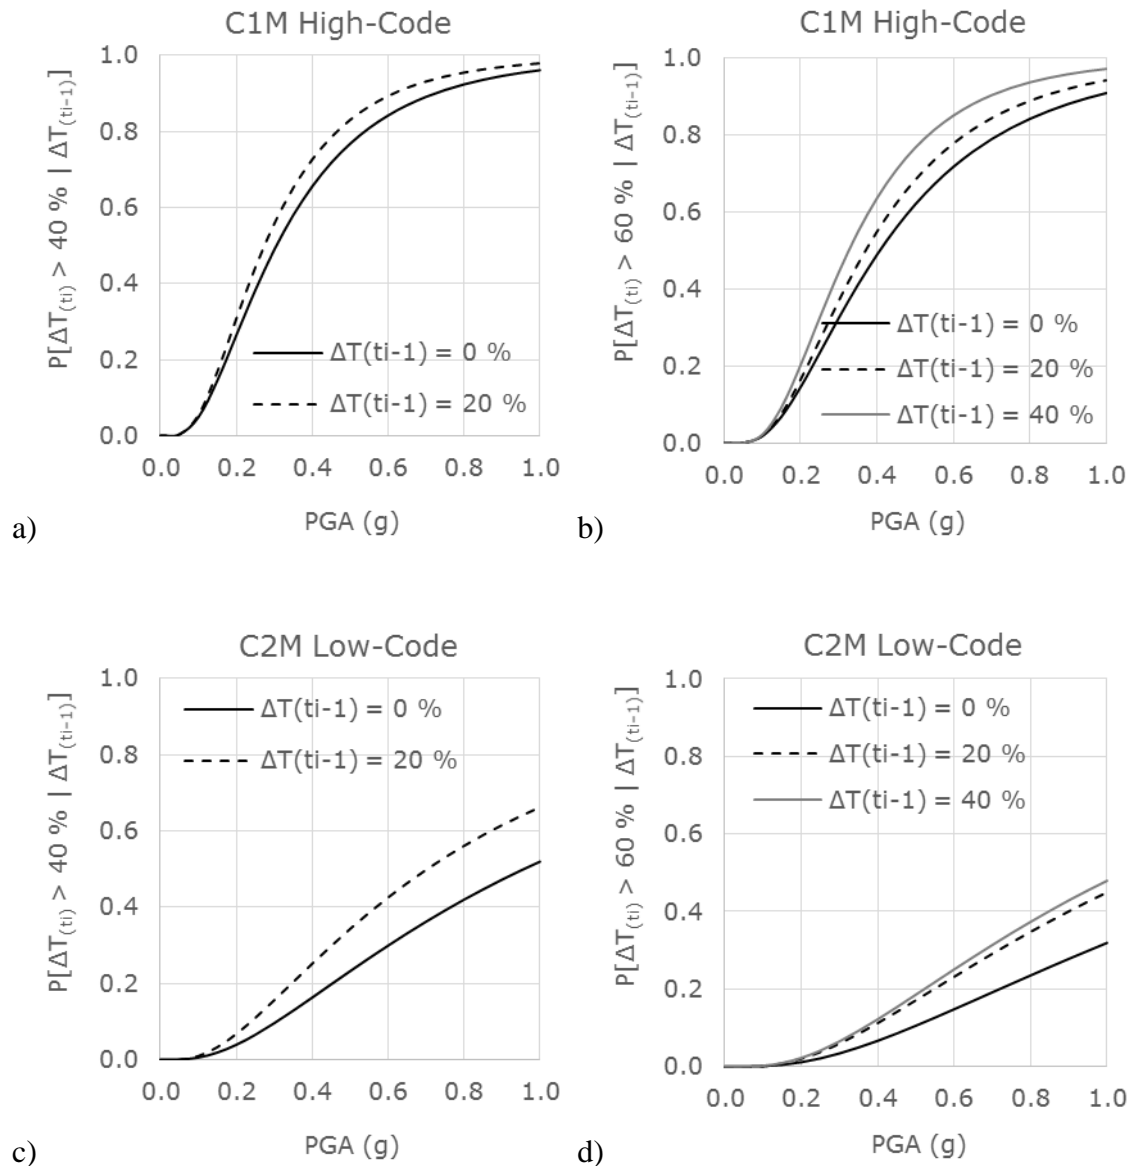 C1M High-Code
P[ΔT(ti) > 40 % | ΔT(ti-1)]
1.0
0.8
0.6
0.4
0.2
0.0
ΔT(ti-1) = 0 %
ΔT(ti-1) = 20 %
0.0 0.2 0.4 0.6 0.8 1.0
PGA (g)
a)
C1M High-Code
P[ΔT(ti) > 60 % | ΔT(ti-1)]
1.0
0.8
0.6
0.4
0.2
0.0
ΔT(ti-1) = 0 %
ΔT(ti-1) = 20 %
ΔT(ti-1) = 40 %
0.0 0.2 0.4 0.6 0.8 1.0
PGA (g)
b)
C2M Low-Code
P[ΔT(ti) > 40 % | ΔT(ti-1)]
1.0
0.8
0.6
0.4
0.2
0.0
ΔT(ti-1) = 0 %
ΔT(ti-1) = 20 %
0.0 0.2 0.4 0.6 0.8 1.0
PGA (g)
c)
C2M Low-Code
P[ΔT(ti) > 60 % | ΔT(ti-1)]
1.0
0.8
0.6
0.4
0.2
0.0
ΔT(ti-1) = 0 %
ΔT(ti-1) = 20 %
ΔT(ti-1) = 40 %
0.0 0.2 0.4 0.6 0.8 1.0
PGA (g)
d)